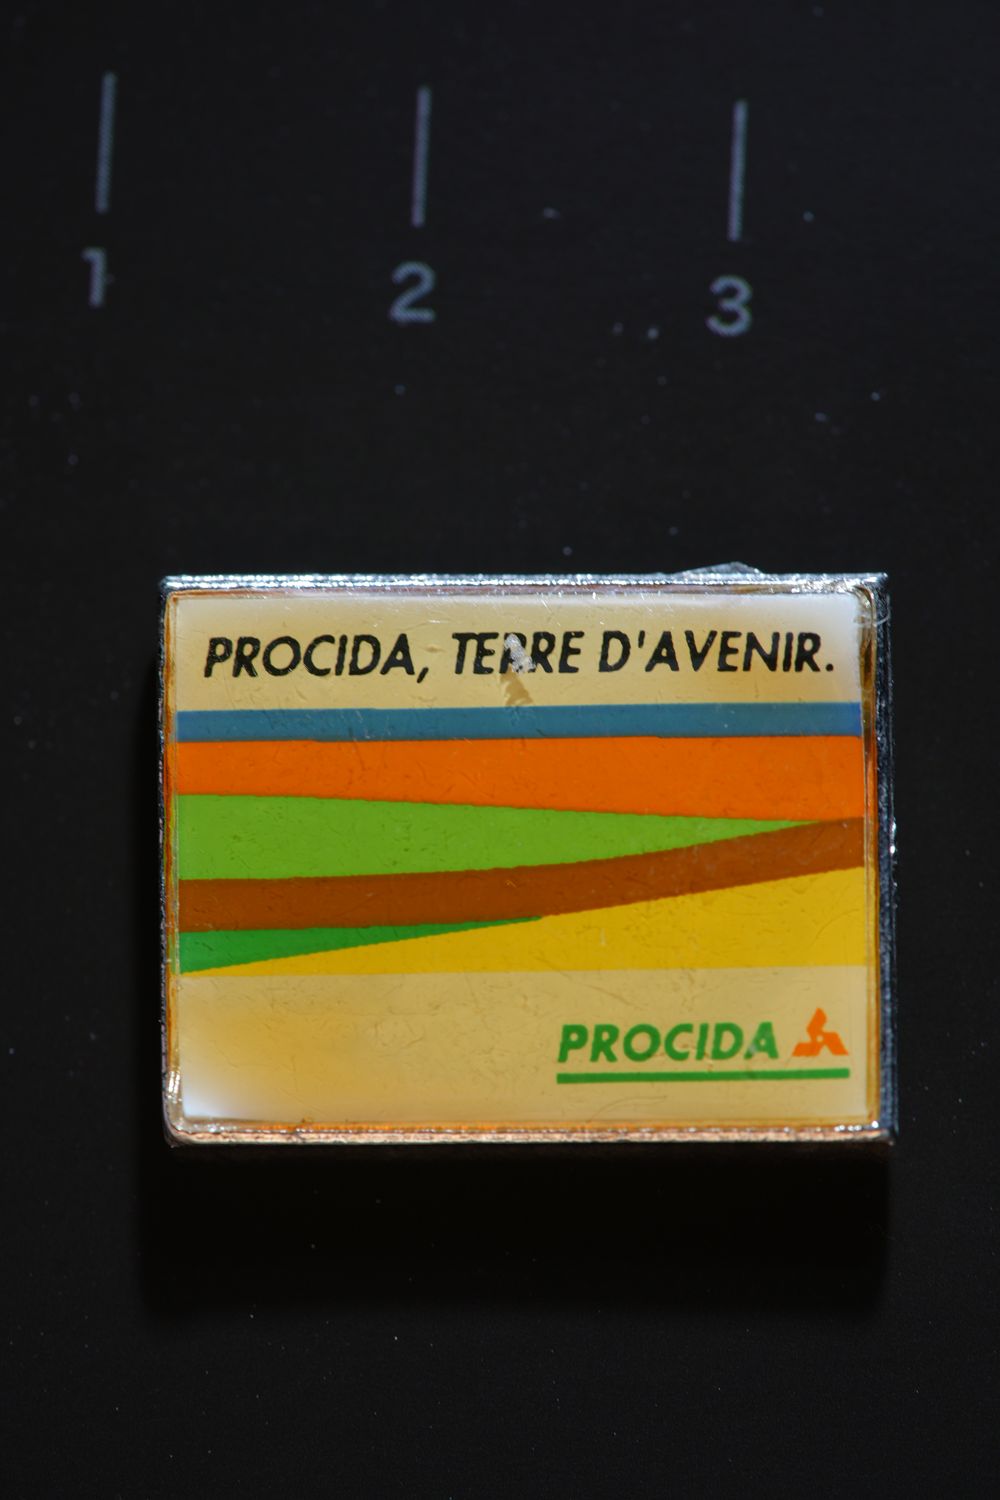 1 2 3
PROCIDA, TERRE D'AVENIR.
PROCIDA